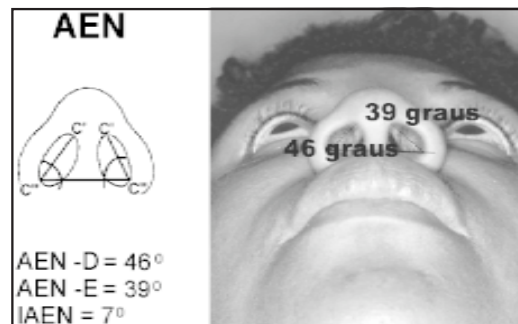 AEN
C" C'
C"' C""
AEN -D = 46°
AEN -E = 39°
IAEN = 7°
39 graus
46 graus